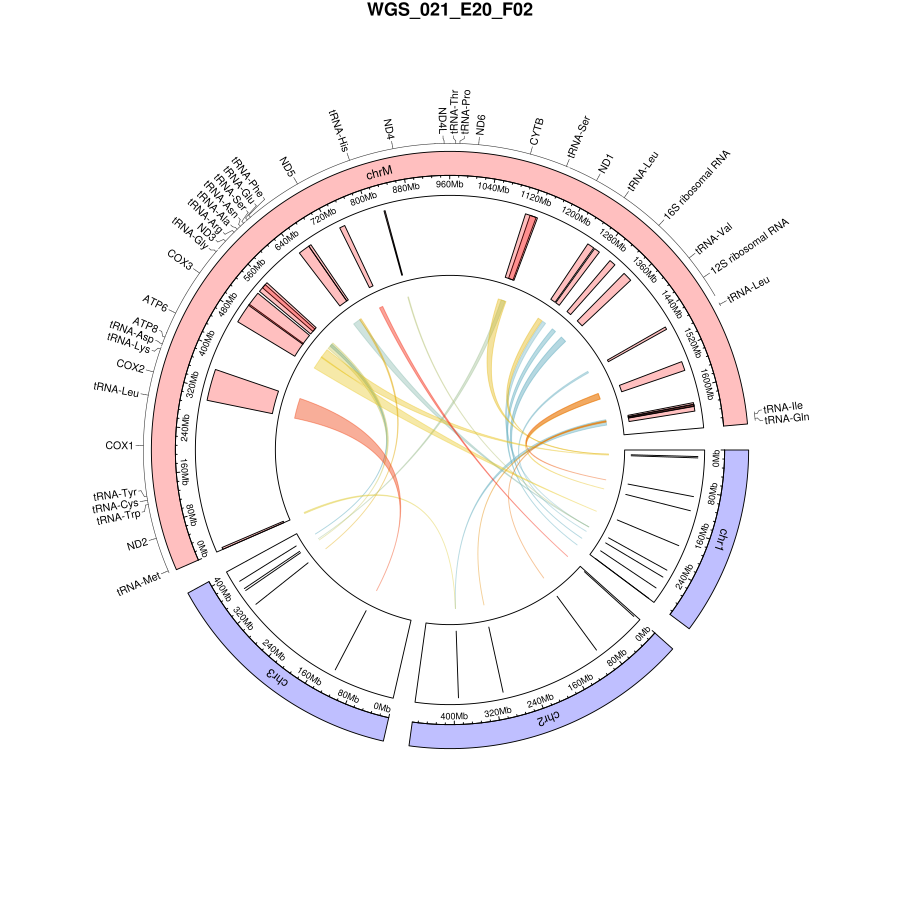 WGS_021_E20_F02
tRNA-Met
ND2
tRNA-Trp
tRNA-Cys
tRNA-Tyr
COX1
tRNA-Leu
COX2
tRNA-Lys
tRNA-Asp
ATP8
ATP6
COX3
tRNA-Gly
ND3
tRNA-Arg
tRNA-Ala
tRNA-Asn
tRNA-Ser
tRNA-Glu
tRNA-Phe
ND5
tRNA-His
ND4
ND4L
tRNA-Thr
tRNA-Pro
ND6
CYTB
tRNA-Ser
ND1
tRNA-Leu
16S ribosomal RNA
tRNA-Val
12S ribosomal RNA
tRNA-Leu
tRNA-Ile
tRNA-Gln
chrM
0Mb
80Mb
160Mb
240Mb
320Mb
400Mb
480Mb
560Mb
640Mb
720Mb
800Mb
880Mb
960Mb
1040Mb
1120Mb
1200Mb
1280Mb
1360Mb
1440Mb
1520Mb
1600Mb
chr1
0Mb
80Mb
160Mb
240Mb
chr2
0Mb
80Mb
160Mb
240Mb
320Mb
400Mb
chr3
0Mb
80Mb
160Mb
240Mb
320Mb
400Mb